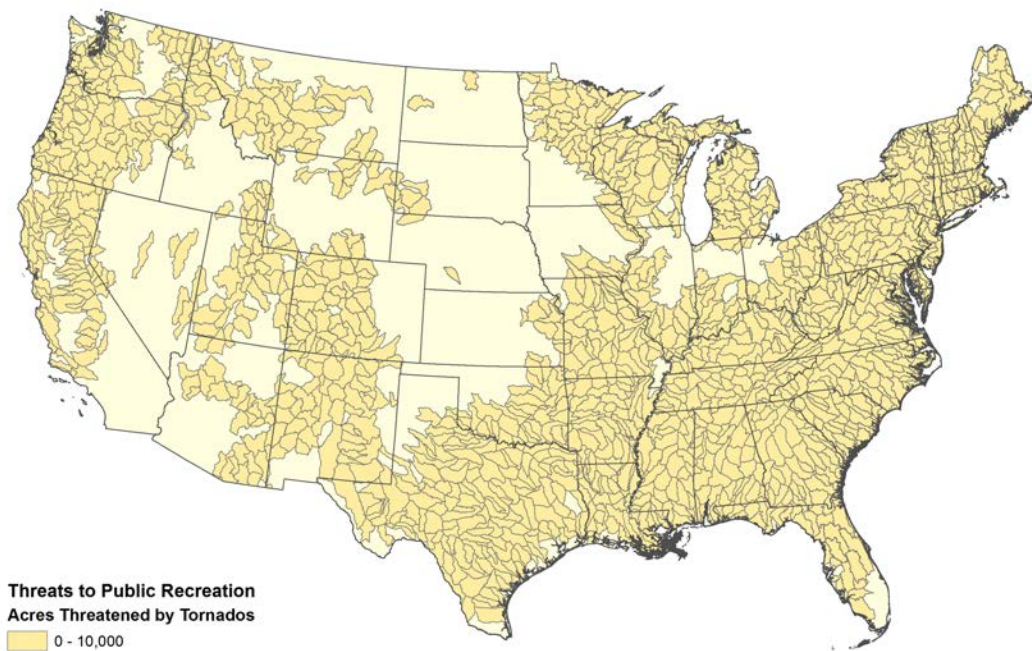 Threats to Public Recreation
Acres Threatened by Tornados
0 - 10,000